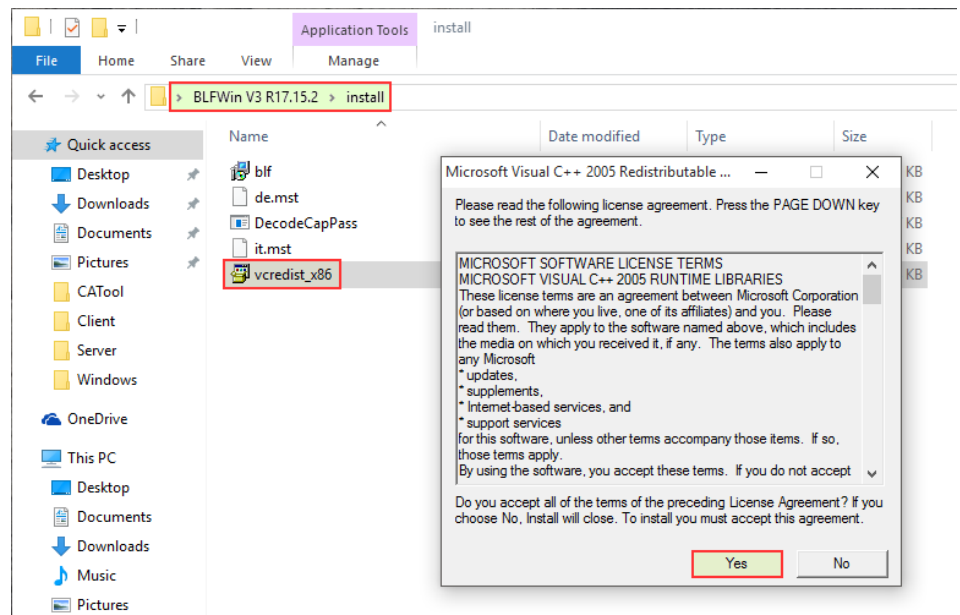 Application Tools
install
File
Home
Share
View
Manage
BLFWin V3 R17.15.2 > install
Name
Date modified
Type
Size
Quick access
Desktop
Downloads
Documents
Pictures
CATool
Client
Server
Windows
OneDrive
This PC
Desktop
Documents
Downloads
Music
Pictures
blf
de.mst
DecodeCapPass
it.mst
vcredist_x86
KB
KB
KB
KB
KB
Microsoft Visual C++ 2005 Redistributable ...
Please read the following license agreement. Press the PAGE DOWN key
to see the rest of the agreement.
MICROSOFT SOFTWARE LICENSE TERMS
MICROSOFT VISUAL C++ 2005 RUNTIME LIBRARIES
These license terms are an agreement between Microsoft Corporation
(or based on where you live, one of its affiliates) and you. Please
read them. They apply to the software named above, which includes
the media on which you received it, if any. The terms also apply to
any Microsoft
* updates,
* supplements,
* Internet-based services, and
* support services
for this software, unless other terms accompany those items. If so,
those terms apply.
By using the software, you accept these terms. If you do not accept
Do you accept all of the terms of the preceding License Agreement? If you
choose No, Install will close. To install you must accept this agreement.
Yes
No